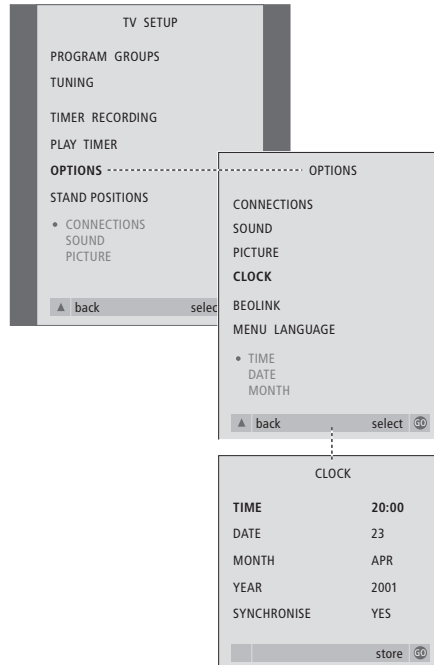 TV SETUP
PROGRAM GROUPS
TUNING
TIMER RECORDING
PLAY TIMER
OPTIONS
STAND POSITIONS
• CONNECTIONS
SOUND
PICTURE
▲ back selec
OPTIONS
CONNECTIONS
SOUND
PICTURE
CLOCK
BEOLINK
MENU LANGUAGE
• TIME
DATE
MONTH
▲ back select GO
CLOCK
TIME 20:00
DATE 23
MONTH APR
YEAR 2001
SYNCHRONISE YES
store GO